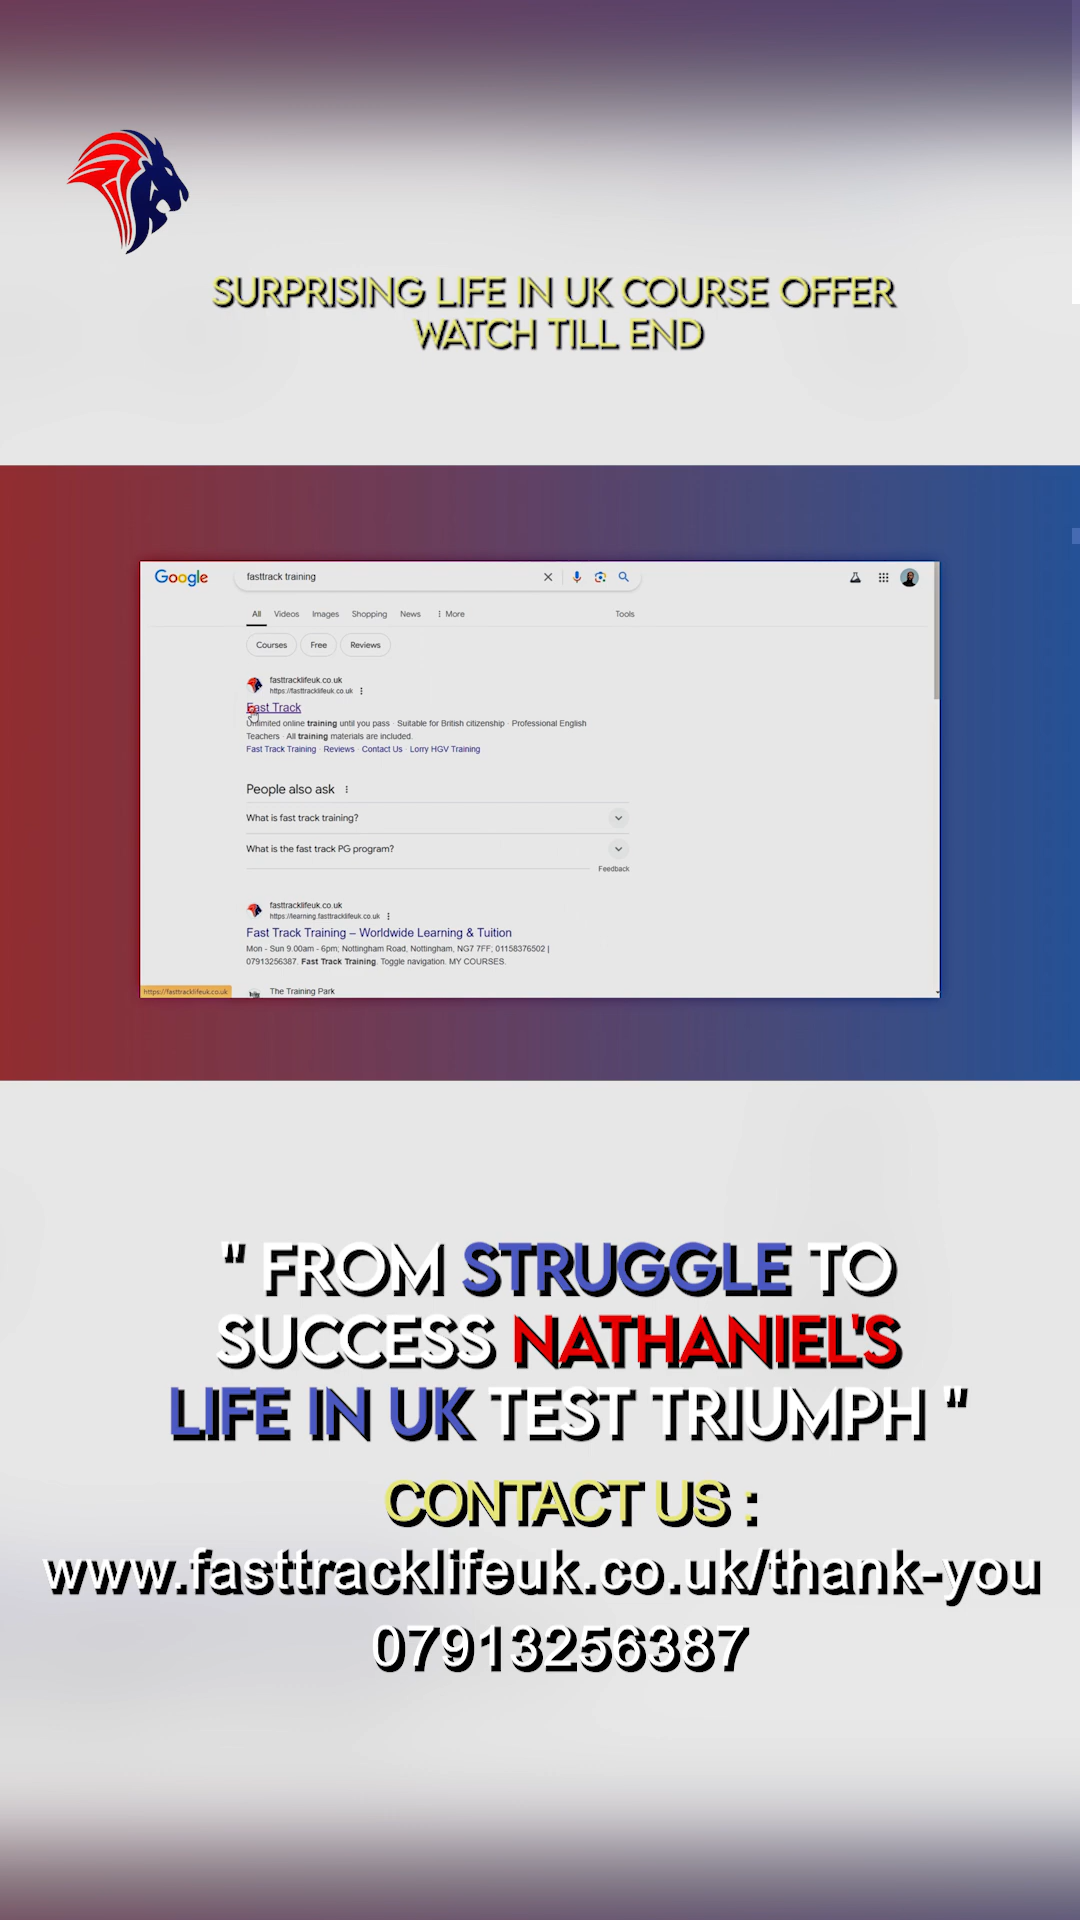 SURPRISING LIFE IN UK COURSE OFFER
WATCH TILL END
Google
fasttrack training
All Videos Images Shopping News More Tools
Courses Free Reviews
fasttracklifeuk.co.uk
https://fasttracklifeuk.co.uk
Fast Track
Unlimited online training until you pass · Suitable for British citizenship · Professional English
Teachers · All training materials are included.
Fast Track Training · Reviews · Contact Us · Lorry HGV Training
People also ask
What is fast track training?
What is the fast track PG program?
Feedback
fasttracklifeuk.co.uk
https://learning.fasttracklifeuk.co.uk
Fast Track Training – Worldwide Learning & Tuition
Mon - Sun 9.00am - 6pm; Nottingham Road, Nottingham, NG7 7FF; 01158376502 |
07913256387. Fast Track Training. Toggle navigation. MY COURSES.
The Training Park
https://fasttracklifeuk.co.uk
" FROM STRUGGLE TO
SUCCESS NATHANIEL'S
LIFE IN UK TEST TRIUMPH "
CONTACT US :
www.fasttracklifeuk.co.uk/thank-you
07913256387